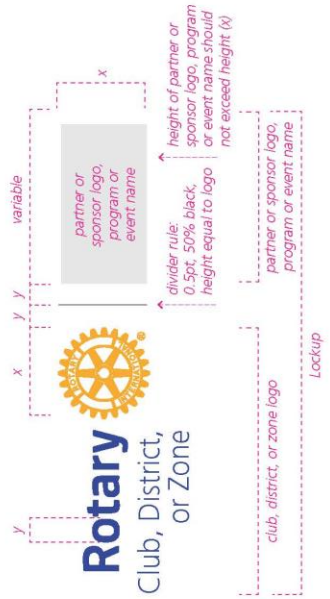 y
x
y
y
variable
Rotary
Club, District,
or Zone
ROTARY
INTERNATIONAL
®
partner or
sponsor logo,
program or
event name
x
divider rule:
0.5pt, 50% black,
height equal to logo
height of partner or
sponsor logo, program
or event name should
not exceed height (x)
club, district, or zone logo
partner or sponsor logo,
program or event name
Lockup